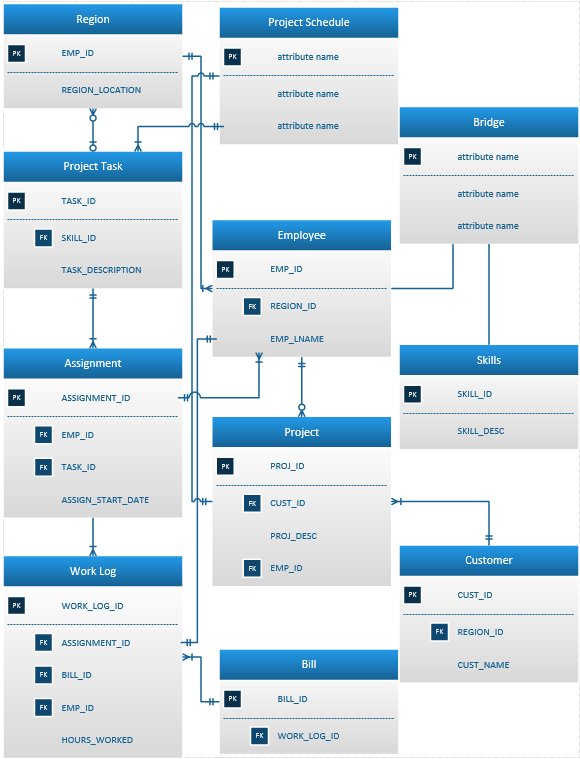 Region
PK EMP_ID
REGION_LOCATION
Project Schedule
PK attribute name
attribute name
attribute name
Bridge
PK attribute name
attribute name
attribute name
Project Task
PK TASK_ID
FK SKILL_ID
TASK_DESCRIPTION
Employee
PK EMP_ID
FK REGION_ID
EMP_LNAME
Assignment
PK ASSIGNMENT_ID
FK EMP_ID
FK TASK_ID
ASSIGN_START_DATE
Skills
PK SKILL_ID
SKILL_DESC
Project
PK PROJ_ID
FK CUST_ID
PROJ_DESC
FK EMP_ID
Work Log
PK WORK_LOG_ID
FK ASSIGNMENT_ID
FK BILL_ID
FK EMP_ID
HOURS_WORKED
Customer
PK CUST_ID
FK REGION_ID
CUST_NAME
Bill
PK BILL_ID
FK WORK_LOG_ID